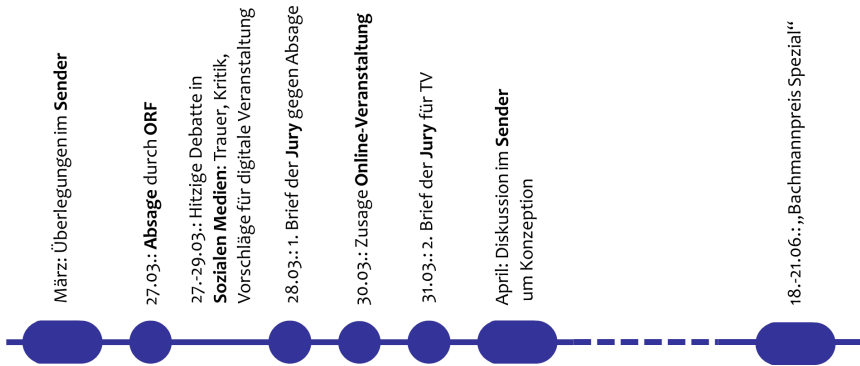 März: Überlegungen im Sender
27.03.: Absage durch ORF
27.-29.03.: Hitzige Debatte in
Sozialen Medien: Trauer, Kritik,
Vorschläge für digitale Veranstaltung
28.03.: 1. Brief der Jury gegen Absage
30.03.: Zusage Online-Veranstaltung
31.03.: 2. Brief der Jury für TV
April: Diskussion im Sender
um Konzeption
18.-21.06.: „Bachmannpreis Spezial“